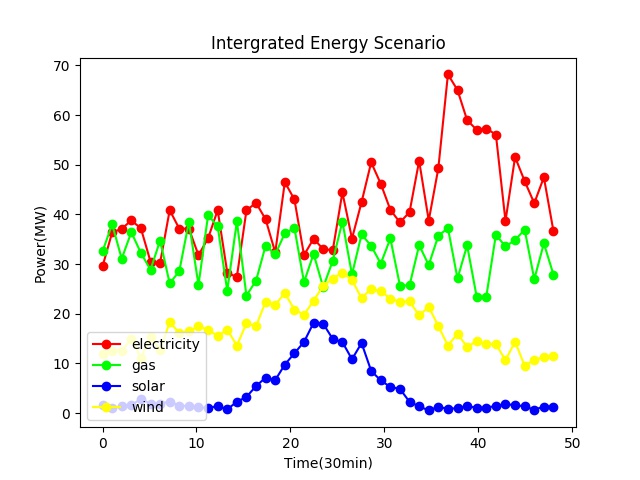 Intergrated Energy Scenario
Power(MW)
70
60
50
40
30
20
10
0
electricity
gas
solar
wind
0 10 20 30 40 50
Time(30min)